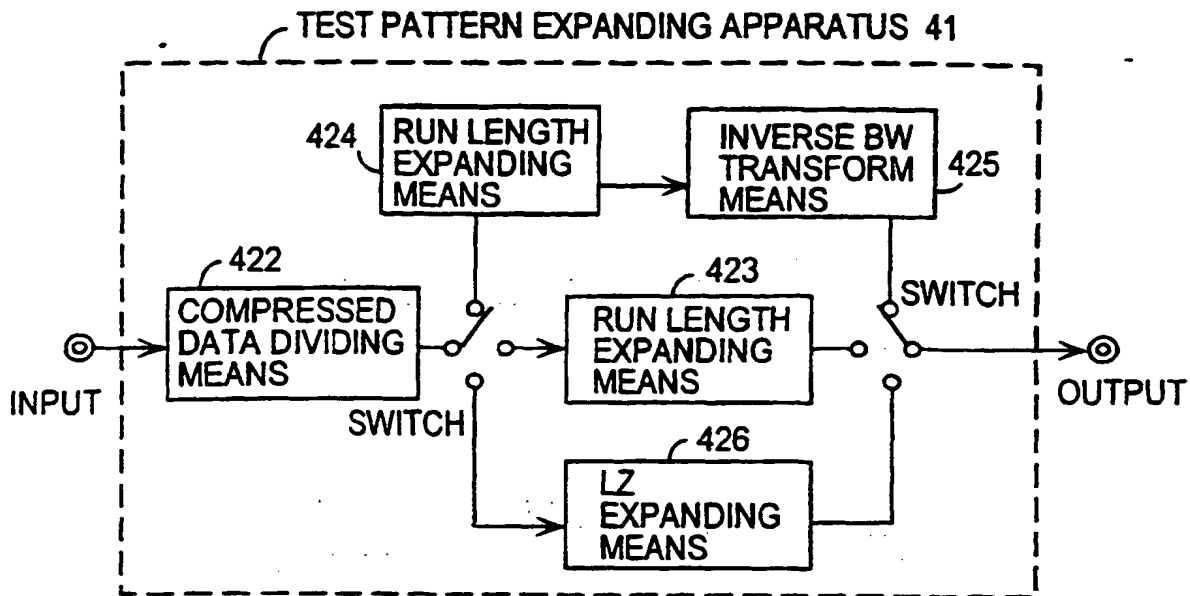 TEST PATTERN EXPANDING APPARATUS 41
424
RUN LENGTH
EXPANDING
MEANS
INVERSE BW
TRANSFORM
MEANS
425
422
COMPRESSED
DATA DIVIDING
MEANS
423
RUN LENGTH
EXPANDING
MEANS
SWITCH
INPUT
SWITCH
OUTPUT
426
LZ
EXPANDING
MEANS